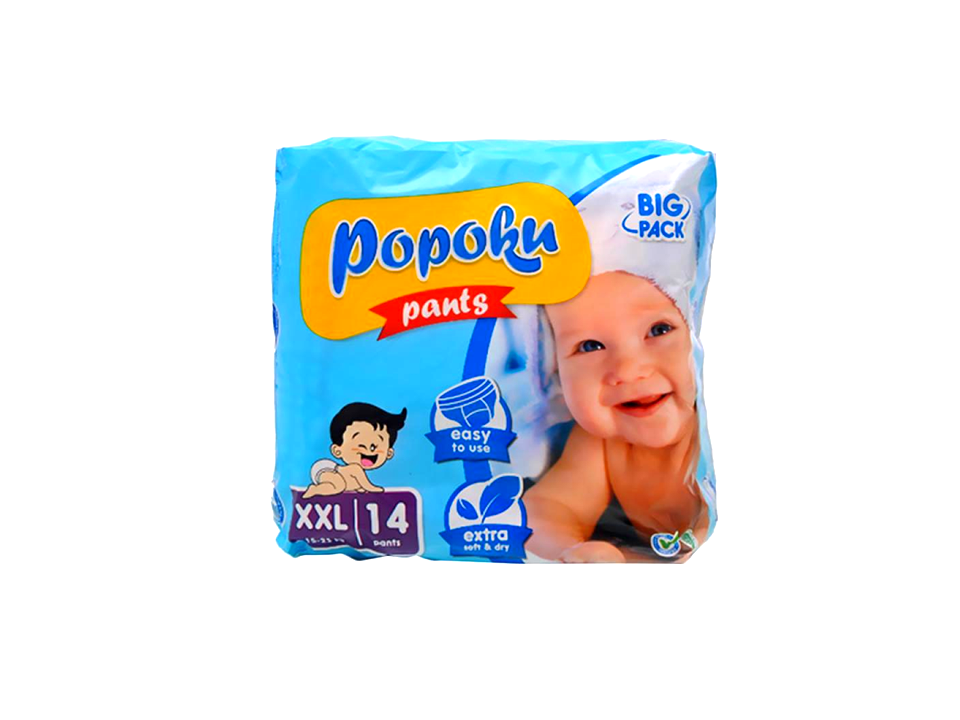 Popoku
pants
BIG
PACK
easy
to use
XXL
14
pants
extra
soft & dry